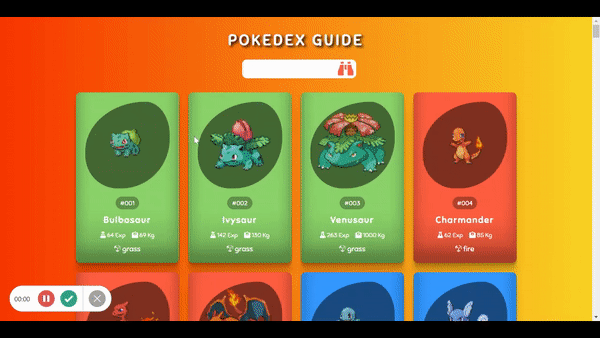 POKEDEX GUIDE
#001
Bulbasaur
64 Exp 69 Kg
grass
#002
Ivysaur
142 Exp 130 Kg
grass
#003
Venusaur
263 Exp 1000 Kg
grass
#004
Charmander
62 Exp 85 Kg
fire
00:00